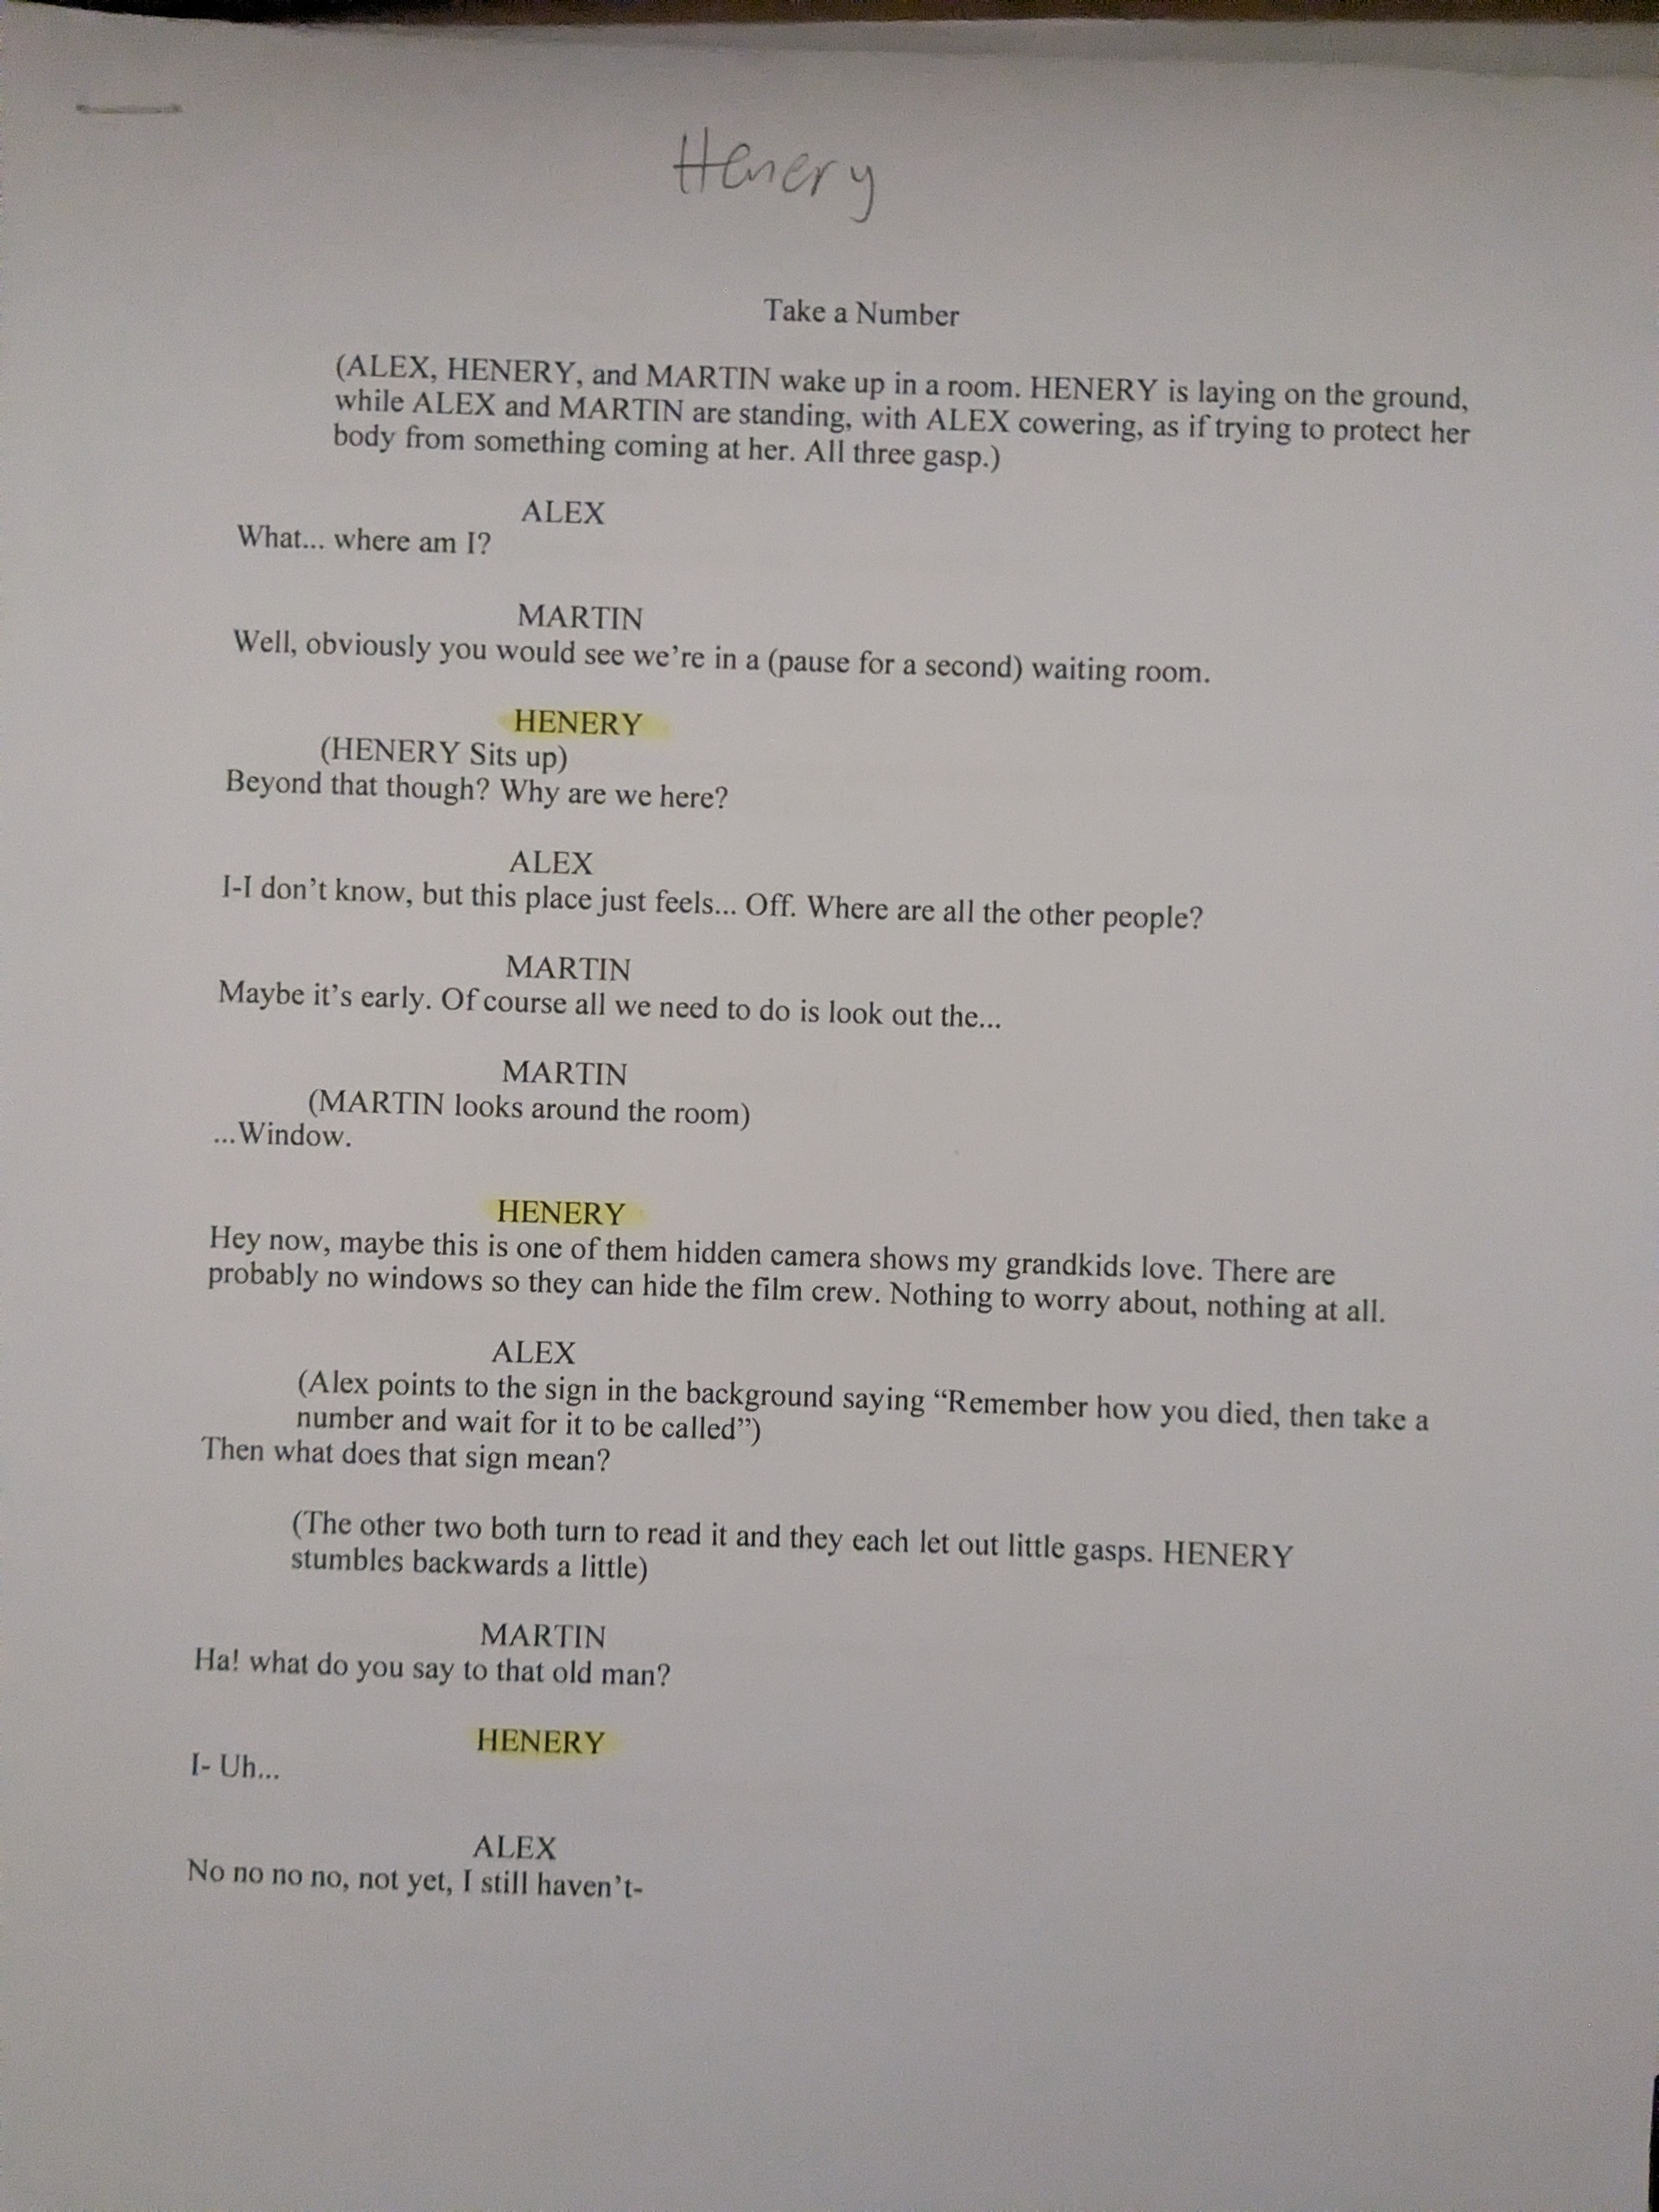 Henery
Take a Number
(ALEX, HENERY, and MARTIN wake up in a room. HENERY is laying on the ground,
while ALEX and MARTIN are standing, with ALEX cowering, as if trying to protect her
body from something coming at her. All three gasp.)
ALEX
What... where am I?
MARTIN
Well, obviously you would see we're in a (pause for a second) waiting room.
HENERY
(HENERY Sits up)
Beyond that though? Why are we here?
ALEX
I-I don't know, but this place just feels... Off. Where are all the other people?
MARTIN
Maybe it's early. Of course all we need to do is look out the...
MARTIN
(MARTIN looks around the room)
...Window.
HENERY
Hey now, maybe this is one of them hidden camera shows my grandkids love. There are
probably no windows so they can hide the film crew. Nothing to worry about, nothing at all.
ALEX
(Alex points to the sign in the background saying “Remember how you died, then take a
number and wait for it to be called”)
Then what does that sign mean?
(The other two both turn to read it and they each let out little gasps. HENERY
stumbles backwards a little)
MARTIN
Ha! what do you say to that old man?
HENERY
I- Uh...
ALEX
No no no no, not yet, I still haven't-